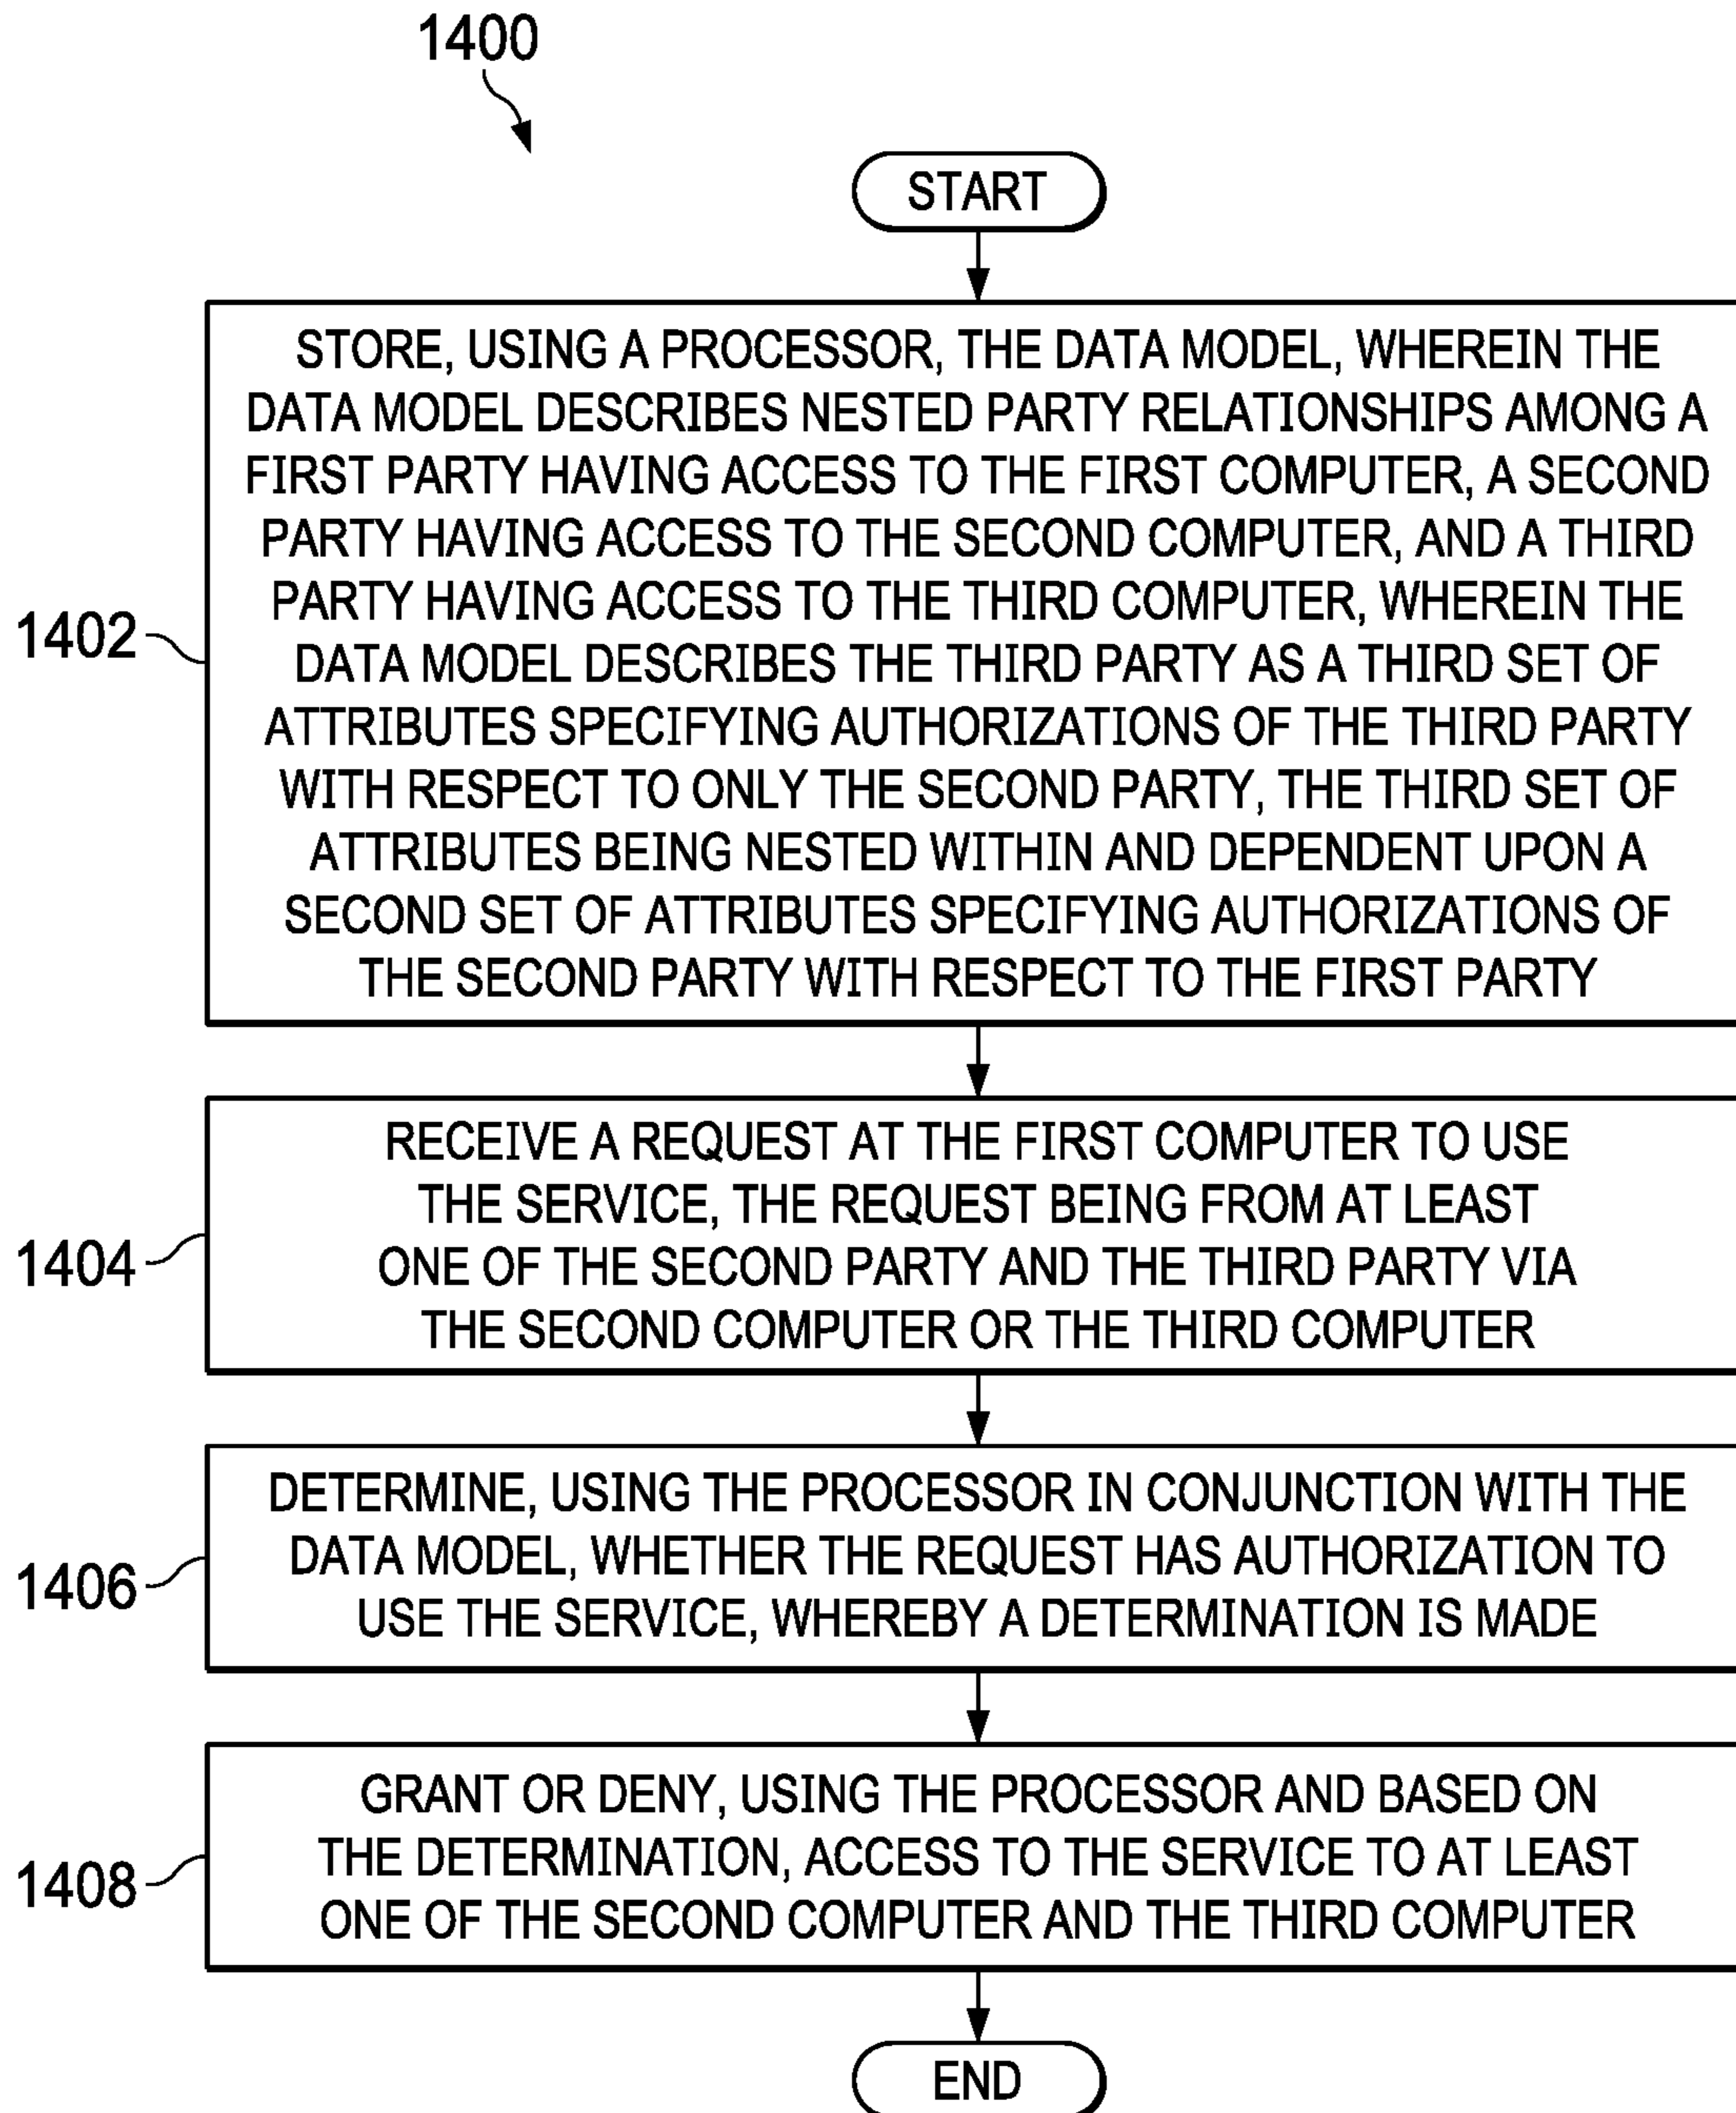 1400
START
STORE, USING A PROCESSOR, THE DATA MODEL, WHEREIN THE
DATA MODEL DESCRIBES NESTED PARTY RELATIONSHIPS AMONG A
FIRST PARTY HAVING ACCESS TO THE FIRST COMPUTER, A SECOND
PARTY HAVING ACCESS TO THE SECOND COMPUTER, AND A THIRD
PARTY HAVING ACCESS TO THE THIRD COMPUTER, WHEREIN THE
DATA MODEL DESCRIBES THE THIRD PARTY AS A THIRD SET OF
ATTRIBUTES SPECIFYING AUTHORIZATIONS OF THE THIRD PARTY
WITH RESPECT TO ONLY THE SECOND PARTY, THE THIRD SET OF
ATTRIBUTES BEING NESTED WITHIN AND DEPENDENT UPON A
SECOND SET OF ATTRIBUTES SPECIFYING AUTHORIZATIONS OF
THE SECOND PARTY WITH RESPECT TO THE FIRST PARTY
1402
RECEIVE A REQUEST AT THE FIRST COMPUTER TO USE
THE SERVICE, THE REQUEST BEING FROM AT LEAST
ONE OF THE SECOND PARTY AND THE THIRD PARTY VIA
THE SECOND COMPUTER OR THE THIRD COMPUTER
1404
DETERMINE, USING THE PROCESSOR IN CONJUNCTION WITH THE
DATA MODEL, WHETHER THE REQUEST HAS AUTHORIZATION TO
USE THE SERVICE, WHEREBY A DETERMINATION IS MADE
1406
GRANT OR DENY, USING THE PROCESSOR AND BASED ON
THE DETERMINATION, ACCESS TO THE SERVICE TO AT LEAST
ONE OF THE SECOND COMPUTER AND THE THIRD COMPUTER
1408
END